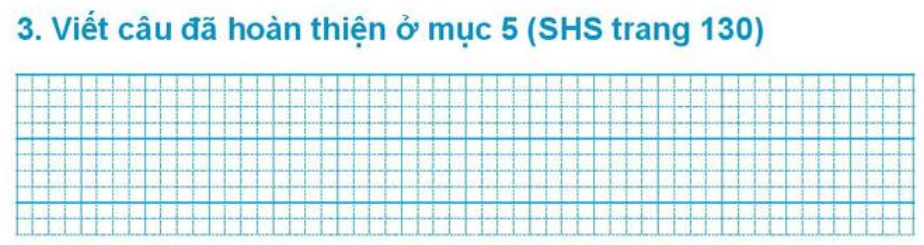 3. Viết câu đã hoàn thiện ở mục 5 (SHS trang 130)